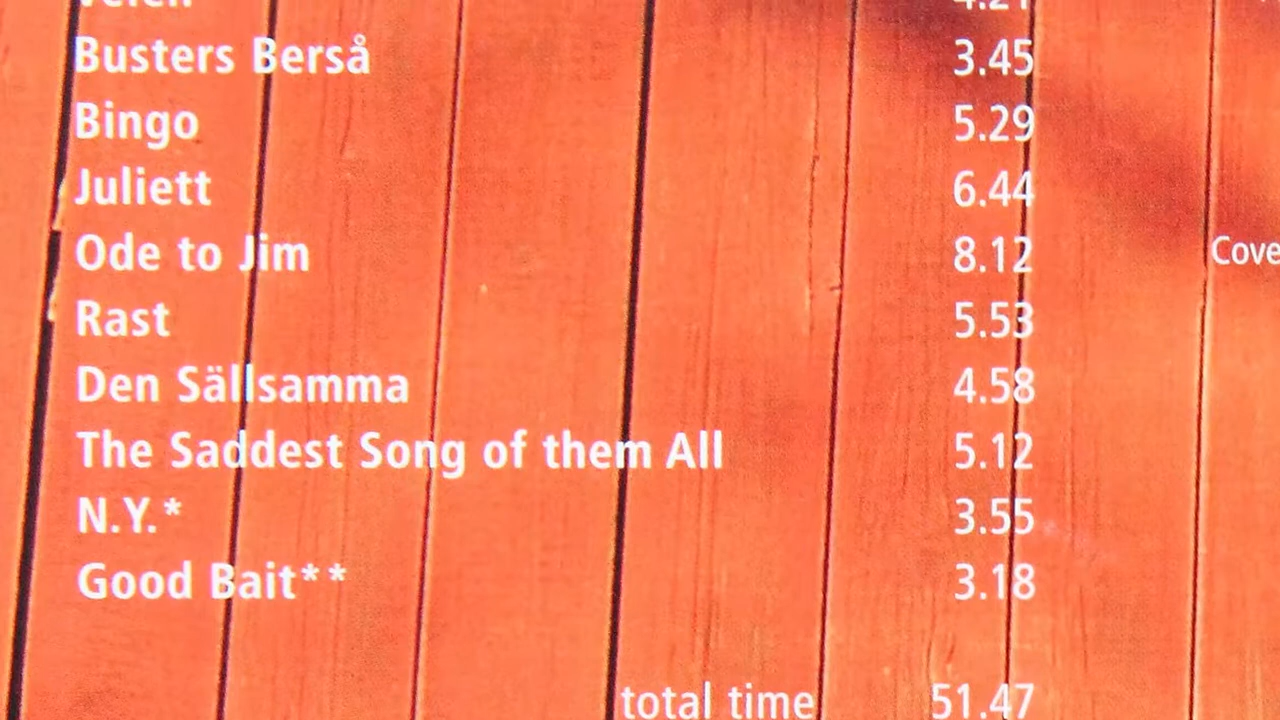 Busters Berså 3.45
Bingo 5.29
Juliett 6.44
Ode to Jim 8.12
Rast 5.53
Den Sällsamma 4.58
The Saddest Song of them All 5.12
N.Y.* 3.55
Good Bait** 3.18
total time 51.47